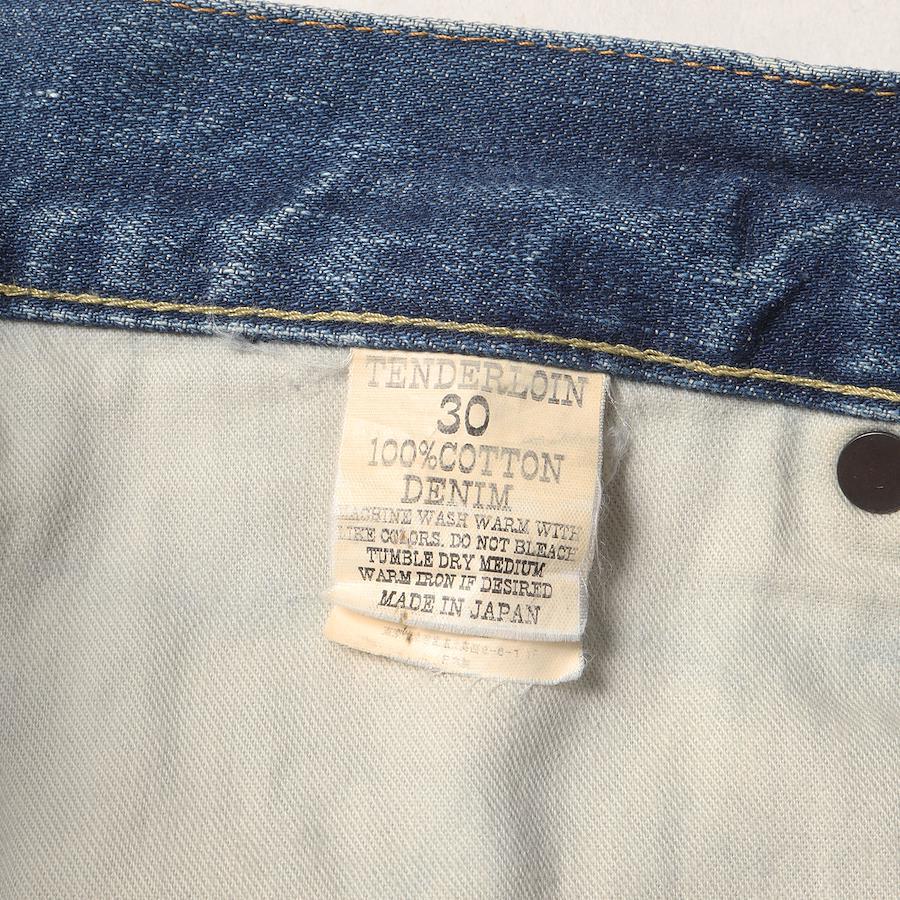 TENDERLOIN
30
100%COTTON
DENIM
MACHINE WASH WARM WITH
LIKE COLORS. DO NOT BLEACH
TUMBLE DRY MEDIUM
WARM IRON IF DESIRED
MADE IN JAPAN